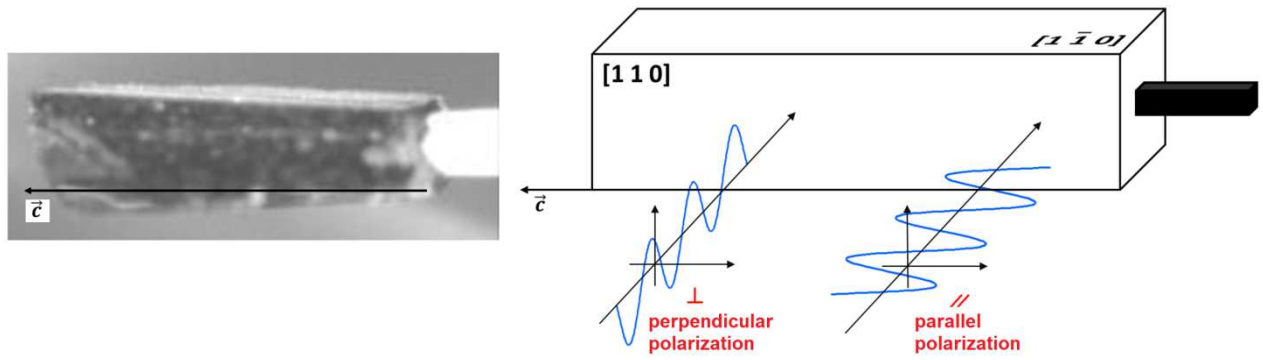 [1 1̅ 0]
[1 1 0]
c⃗
c⃗
⊥
perpendicular
polarization
//
parallel
polarization